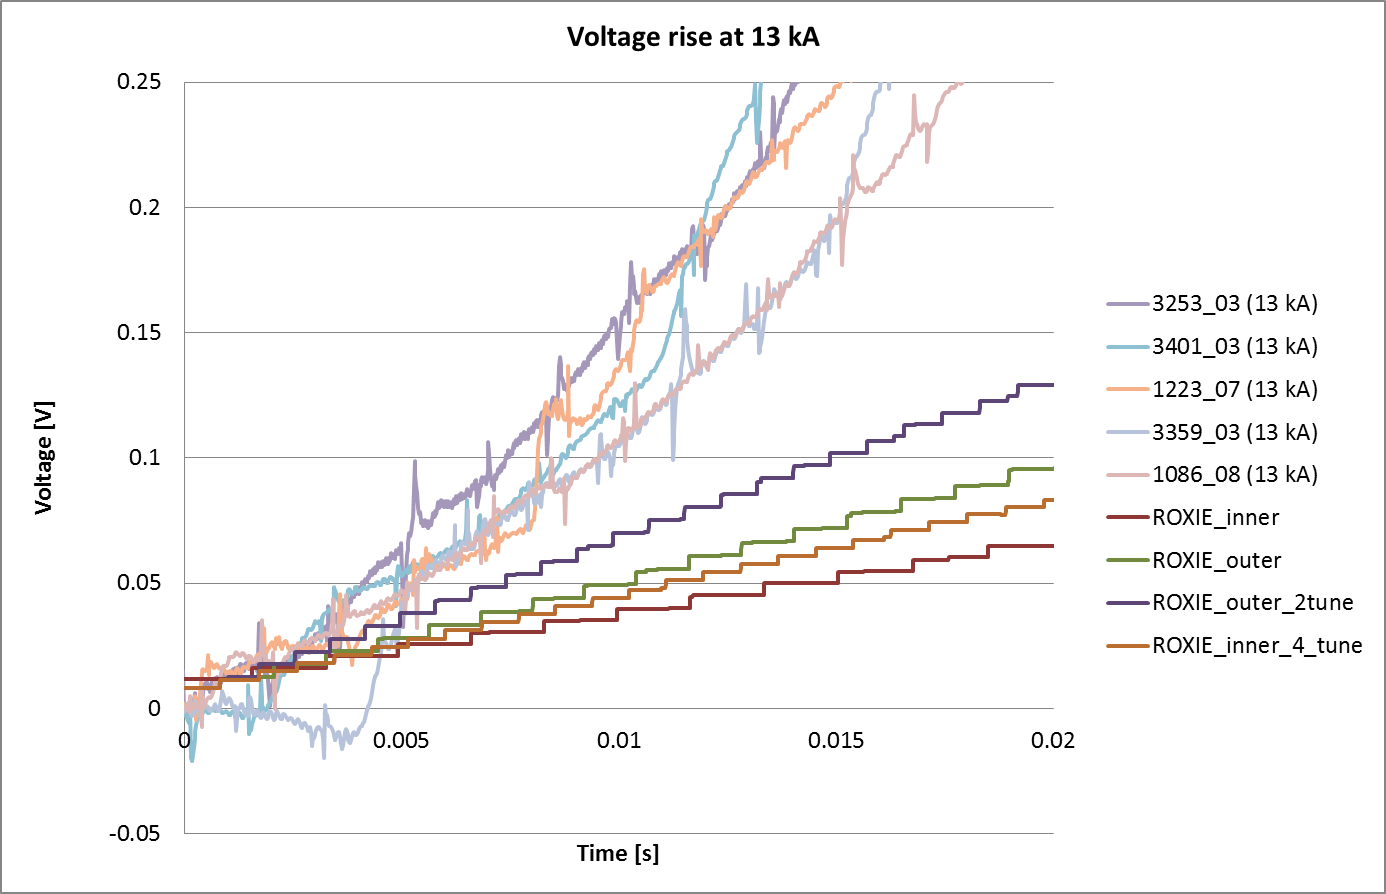 Voltage rise at 13 kA
0.25
0.2
0.15
0.1
0.05
0
-0.05
Voltage [V]
0 0.005 0.01 0.015 0.02
Time [s]
3253_03 (13 kA)
3401_03 (13 kA)
1223_07 (13 kA)
3359_03 (13 kA)
1086_08 (13 kA)
ROXIE_inner
ROXIE_outer
ROXIE_outer_2tune
ROXIE_inner_4_tune